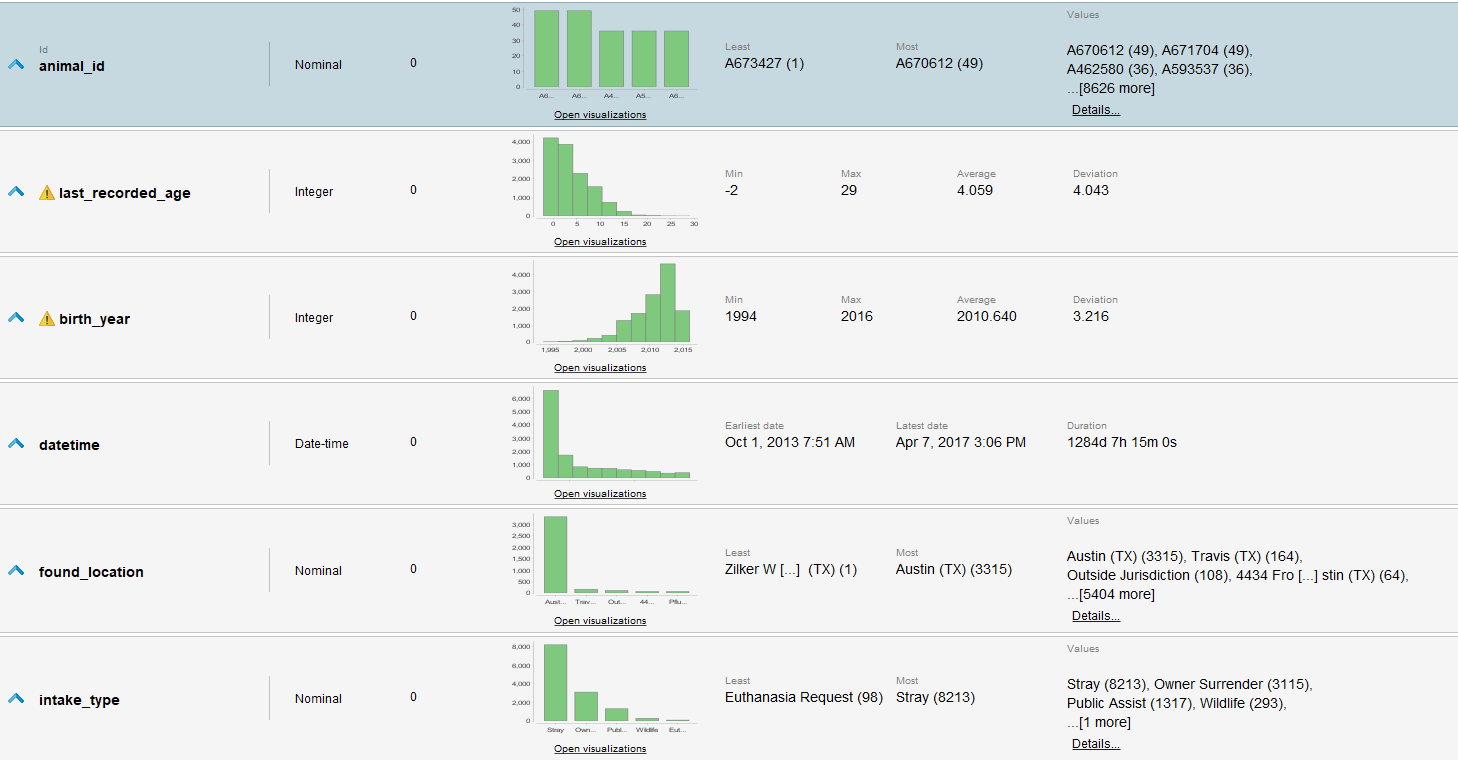 Id
animal_id
Nominal
0
50
40
30
20
10
0
A6... A6... A4... A5... A6...
Open visualizations
Least
A673427 (1)
Most
A670612 (49)
Values
A670612 (49), A671704 (49),
A462580 (36), A593537 (36),
...[8626 more]
Details...
last_recorded_age
Integer
0
4,000
3,000
2,000
1,000
0
0 5 10 15 20 25 30
Open visualizations
Min
-2
Max
29
Average
4.059
Deviation
4.043
birth_year
Integer
0
4,000
3,000
2,000
1,000
0
1,995 2,000 2,005 2,010 2,015
Open visualizations
Min
1994
Max
2016
Average
2010.640
Deviation
3.216
datetime
Date-time
0
6,000
5,000
4,000
3,000
2,000
1,000
0
Open visualizations
Earliest date
Oct 1, 2013 7:51 AM
Latest date
Apr 7, 2017 3:06 PM
Duration
1284d 7h 15m 0s
found_location
Nominal
0
3,000
2,500
2,000
1,500
1,000
500
0
Aust... Trav... Out... 44... Pflu...
Open visualizations
Least
Zilker W [...] (TX) (1)
Most
Austin (TX) (3315)
Values
Austin (TX) (3315), Travis (TX) (164),
Outside Jurisdiction (108), 4434 Fro [...] stin (TX) (64),
...[5404 more]
Details...
intake_type
Nominal
0
8,000
6,000
4,000
2,000
0
Stray Own... Publ... Wildlife Eut...
Open visualizations
Least
Euthanasia Request (98)
Most
Stray (8213)
Values
Stray (8213), Owner Surrender (3115),
Public Assist (1317), Wildlife (293),
...[1 more]
Details...